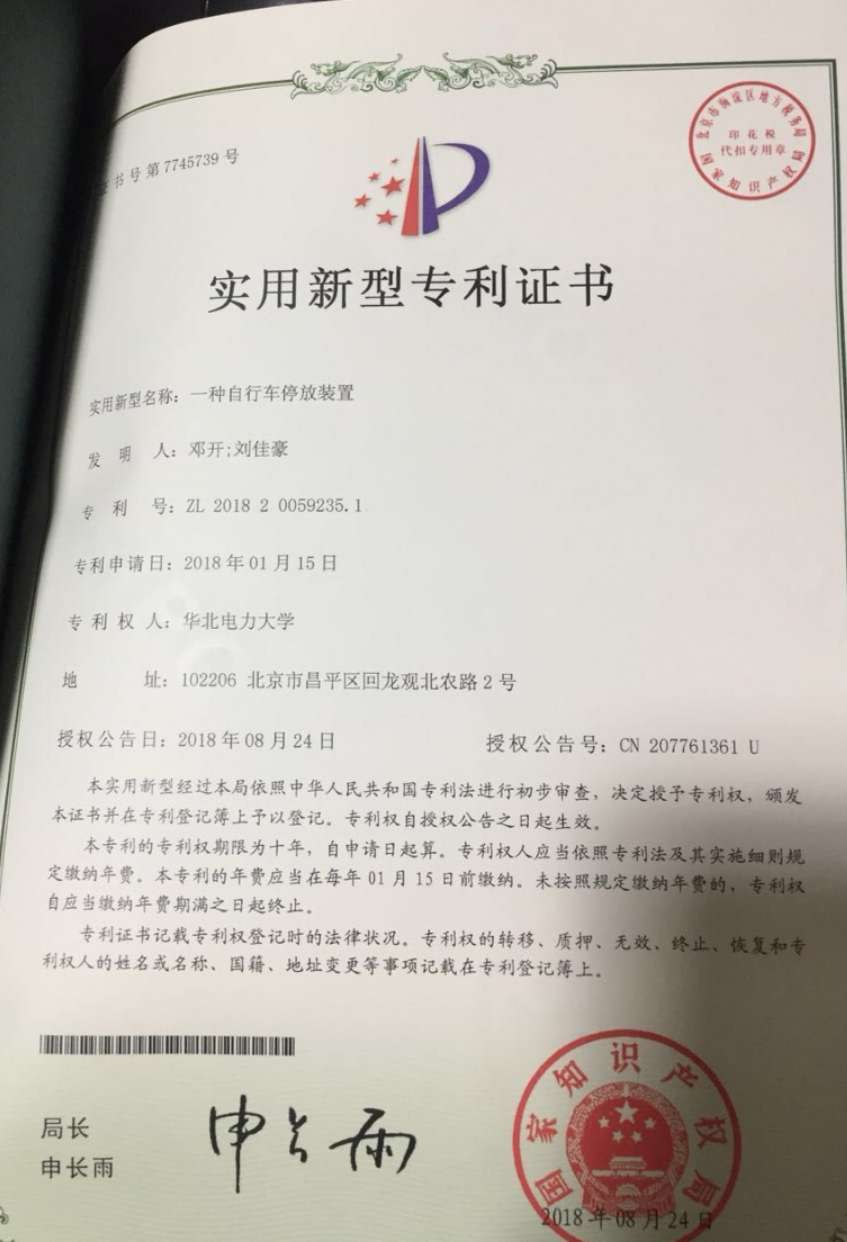 证书号第7745739号
北京市海淀区地方税务局
印花税
代扣专用章
国家知识产权局
实用新型专利证书
实用新型名称：一种自行车停放装置
发明人：邓开;刘佳豪
专利号：ZL 2018 2 0059235.1
专利申请日：2018年01月15日
专利权人：华北电力大学
地址：102206 北京市昌平区回龙观北农路2号
授权公告日：2018年08月24日 授权公告号：CN 207761361 U
本实用新型经过本局依照中华人民共和国专利法进行初步审查，决定授予专利权，颁发
本证书并在专利登记簿上予以登记。专利权自授权公告之日起生效。
本专利的专利权期限为十年，自申请日起算。专利权人应当依照专利法及其实施细则规
定缴纳年费。本专利的年费应当在每年01月15日前缴纳。未按照规定缴纳年费的，专利权
自应当缴纳年费期满之日起终止。
专利证书记载专利权登记时的法律状况。专利权的转移、质押、无效、终止、恢复和专
利权人的姓名或名称、国籍、地址变更等事项记载在专利登记簿上。
局长
申长雨
申长雨
国家知识产权局
2018年08月24日